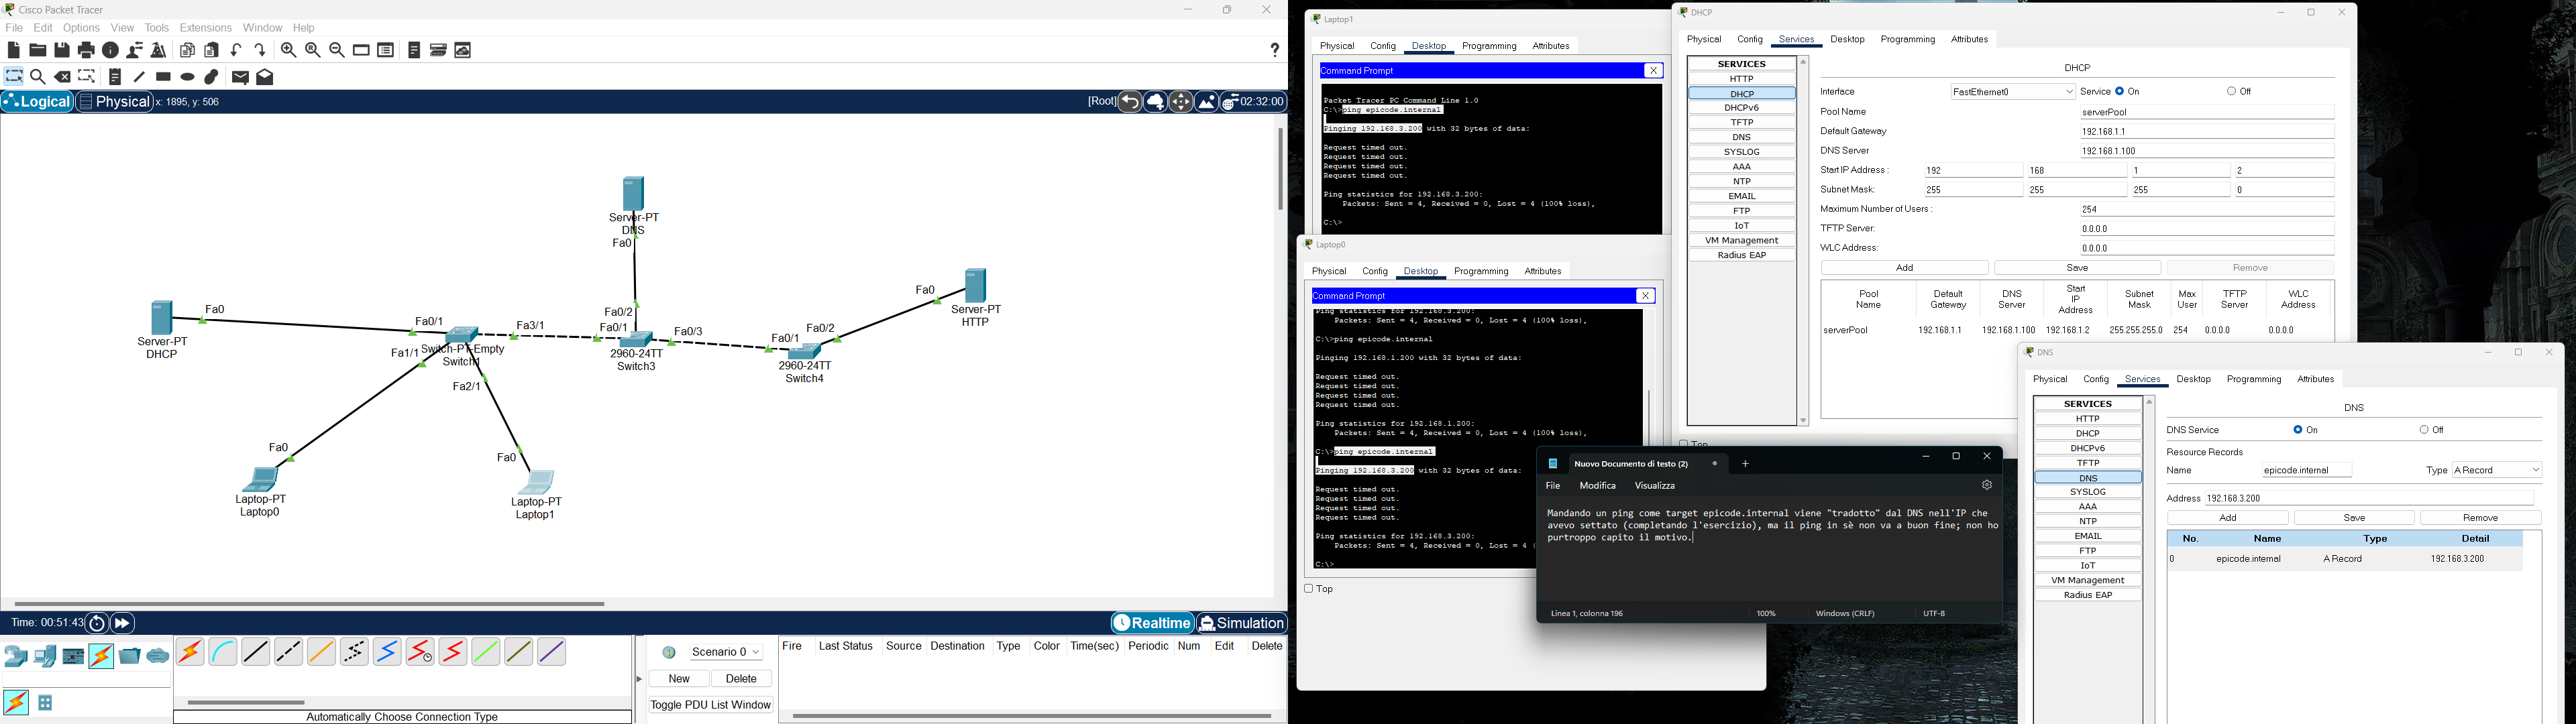 Cisco Packet Tracer
File Edit Options View Tools Extensions Window Help
Logical Physical x: 1895, y: 506 [Root] 02:32:00
Server-PT
DNS
Fa0
Fa0/2
Fa0
Server-PT
HTTP
Fa0
Server-PT
DHCP
Fa0/1
Fa3/1
Fa0/1
Fa0/3
Fa0/2
Fa0/1
Switch-PT-Empty
Switch1
2960-24TT
Switch3
2960-24TT
Switch4
Fa1/1
Fa2/1
Fa0
Fa0
Laptop-PT
Laptop0
Laptop-PT
Laptop1
Time: 00:51:43
Realtime Simulation
Scenario 0
New Delete
Toggle PDU List Window
Fire Last Status Source Destination Type Color Time(sec) Periodic Num Edit Delete
Automatically Choose Connection Type
Laptop1
Physical Config Desktop Programming Attributes
Command Prompt X
Packet Tracer PC Command Line 1.0
C:\>ping epicode.internal
Pinging 192.168.3.200 with 32 bytes of data:
Request timed out.
Request timed out.
Request timed out.
Request timed out.
Ping statistics for 192.168.3.200:
Packets: Sent = 4, Received = 0, Lost = 4 (100% loss),
C:\>
Laptop0
Physical Config Desktop Programming Attributes
Command Prompt X
Ping statistics for 192.168.3.200:
Packets: Sent = 4, Received = 0, Lost = 4 (100% loss),
C:\>ping epicode.internal
Pinging 192.168.1.200 with 32 bytes of data:
Request timed out.
Request timed out.
Request timed out.
Request timed out.
Ping statistics for 192.168.1.200:
Packets: Sent = 4, Received = 0, Lost = 4 (100% loss),
C:\>ping epicode.internal
Pinging 192.168.3.200 with 32 bytes of data:
Request timed out.
Request timed out.
Request timed out.
Request timed out.
Ping statistics for 192.168.3.200:
Packets: Sent = 4, Received = 0, Lost = 4 (
C:\>
Top
DHCP
Physical Config Services Desktop Programming Attributes
SERVICES
HTTP
DHCP
DHCPv6
TFTP
DNS
SYSLOG
AAA
NTP
EMAIL
FTP
IoT
VM Management
Radius EAP
DHCP
Interface FastEthernet0 Service On Off
Pool Name serverPool
Default Gateway 192.168.1.1
DNS Server 192.168.1.100
Start IP Address : 192 168 1 2
Subnet Mask: 255 255 255 0
Maximum Number of Users : 254
TFTP Server: 0.0.0.0
WLC Address: 0.0.0.0
Add Save Remove
Pool Name Default Gateway DNS Server Start IP Address Subnet Mask Max User TFTP Server WLC Address
serverPool 192.168.1.1 192.168.1.100 192.168.1.2 255.255.255.0 254 0.0.0.0 0.0.0.0
Top
Nuovo Documento di testo (2)
File Modifica Visualizza
Mandando un ping come target epicode.internal viene "tradotto" dal DNS nell'IP che
avevo settato (completando l'esercizio), ma il ping in sè non va a buon fine; non ho
purtroppo capito il motivo.
Linea 1, colonna 196 100% Windows (CRLF) UTF-8
DNS
Physical Config Services Desktop Programming Attributes
SERVICES
HTTP
DHCP
DHCPv6
TFTP
DNS
SYSLOG
AAA
NTP
EMAIL
FTP
IoT
VM Management
Radius EAP
DNS
DNS Service On Off
Resource Records
Name epicode.internal Type A Record
Address 192.168.3.200
Add Save Remove
No. Name Type Detail
0 epicode.internal A Record 192.168.3.200